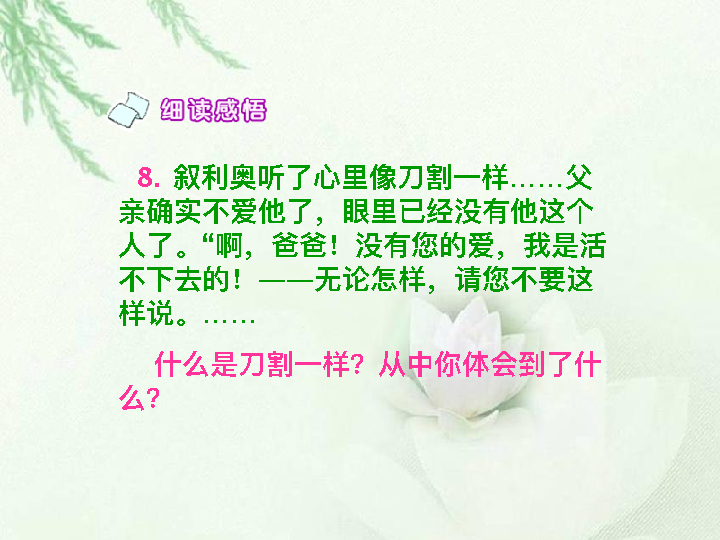 细读感悟
8. 叙利奥听了心里像刀割一样……父
亲确实不爱他了，眼里已经没有他这个
人了。“啊，爸爸！没有您的爱，我是活
不下去的！——无论怎样，请您不要这
样说。……
什么是刀割一样？从中你体会到了什
么？